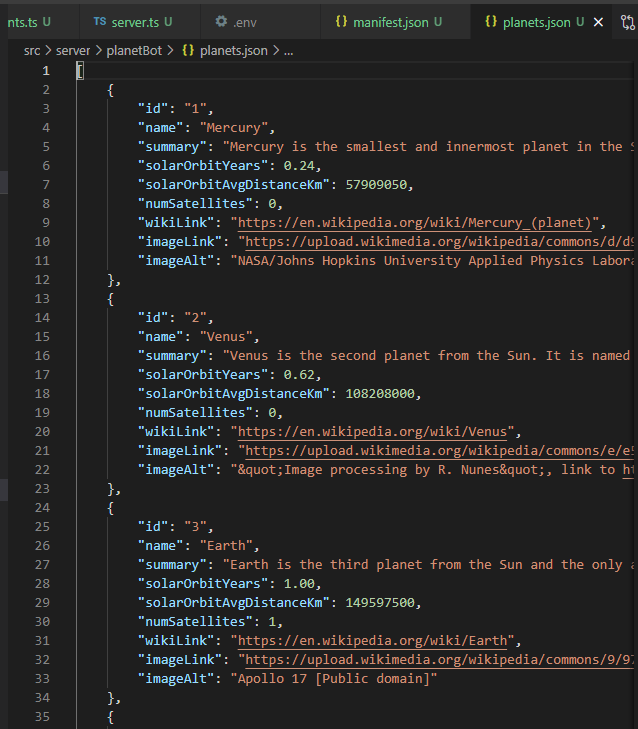 nts.ts U TS server.ts U .env {} manifest.json U {} planets.json U ×
src > server > planetBot > {} planets.json > ...
1 [
2 {
3 "id": "1",
4 "name": "Mercury",
5 "summary": "Mercury is the smallest and innermost planet in the
6 "solarOrbitYears": 0.24,
7 "solarOrbitAvgDistanceKm": 57909050,
8 "numSatellites": 0,
9 "wikiLink": "https://en.wikipedia.org/wiki/Mercury_(planet)",
10 "imageLink": "https://upload.wikimedia.org/wikipedia/commons/d/d9
11 "imageAlt": "NASA/Johns Hopkins University Applied Physics Labora
12 },
13 {
14 "id": "2",
15 "name": "Venus",
16 "summary": "Venus is the second planet from the Sun. It is named
17 "solarOrbitYears": 0.62,
18 "solarOrbitAvgDistanceKm": 108208000,
19 "numSatellites": 0,
20 "wikiLink": "https://en.wikipedia.org/wiki/Venus",
21 "imageLink": "https://upload.wikimedia.org/wikipedia/commons/e/e5
22 "imageAlt": "&quot;Image processing by R. Nunes&quot;, link to ht
23 },
24 {
25 "id": "3",
26 "name": "Earth",
27 "summary": "Earth is the third planet from the Sun and the only a
28 "solarOrbitYears": 1.00,
29 "solarOrbitAvgDistanceKm": 149597500,
30 "numSatellites": 1,
31 "wikiLink": "https://en.wikipedia.org/wiki/Earth",
32 "imageLink": "https://upload.wikimedia.org/wikipedia/commons/9/97
33 "imageAlt": "Apollo 17 [Public domain]"
34 },
35 {